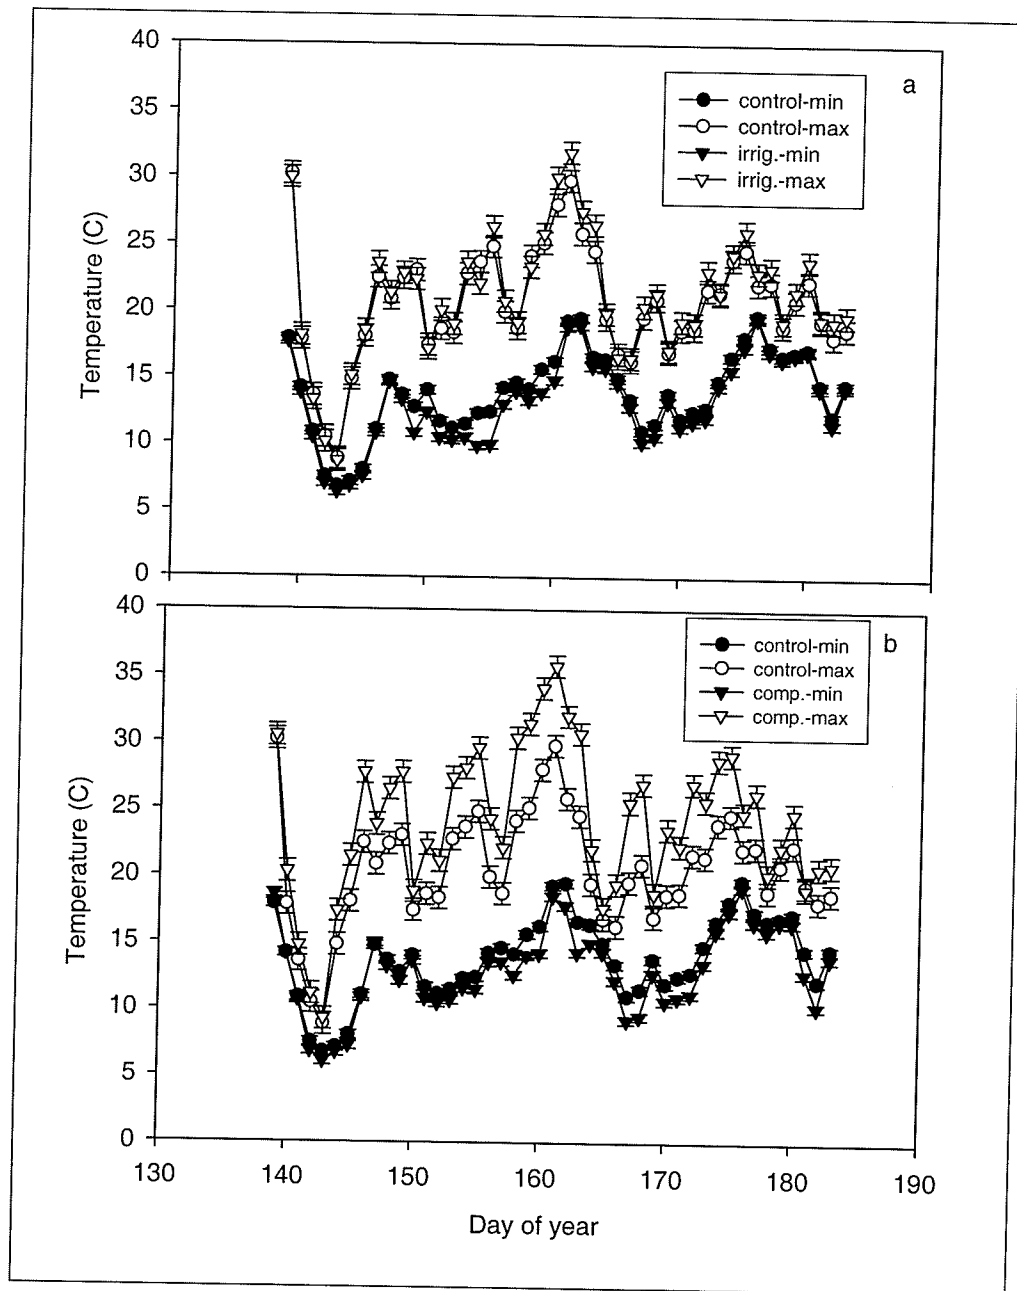 40
35
30
25
20
15
10
5
0
Temperature (C)
a
control-min
control-max
irrig.-min
irrig.-max
40
35
30
25
20
15
10
5
0
Temperature (C)
b
control-min
control-max
comp.-min
comp.-max
130 140 150 160 170 180 190
Day of year